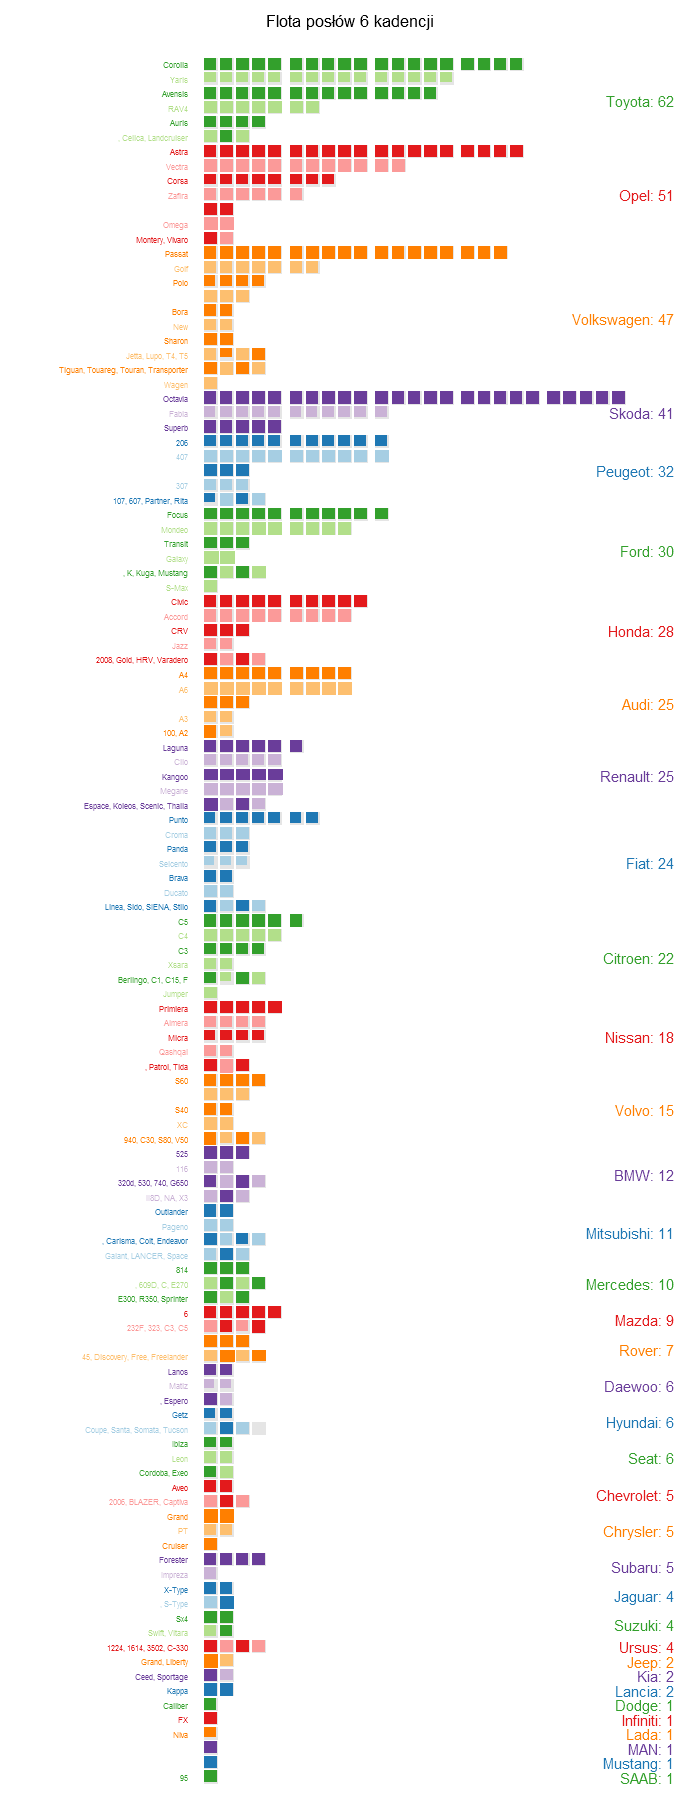 Flota posłów 6 kadencji
Corolla
Yaris
Avensis
Toyota: 62
RAV4
Auris
, Celica, Landcruiser
Astra
Vectra
Corsa
Zafira
Opel: 51
Omega
Montery, Vivaro
Passat
Golf
Polo
Bora
Volkswagen: 47
New
Sharon
Jetta, Lupo, T4, T5
Tiguan, Touareg, Touran, Transporter
Wagen
Octavia
Fabia
Skoda: 41
Superb
206
407
Peugeot: 32
307
107, 607, Partner, Rita
Focus
Mondeo
Transit
Ford: 30
Galaxy
, K, Kuga, Mustang
S-Max
Civic
Accord
CRV
Honda: 28
Jazz
2008, Gold, HRV, Varadero
A4
A6
Audi: 25
A3
100, A2
Laguna
Clio
Kangoo
Renault: 25
Megane
Espace, Koleos, Scenic, Thalia
Punto
Croma
Panda
Seicento
Fiat: 24
Brava
Ducato
Linea, Sido, SIENA, Stilo
C5
C4
C3
Citroen: 22
Xsara
Berlingo, C1, C15, F
Jumper
Primiera
Almera
Micra
Nissan: 18
Qashqai
, Patrol, Tida
S60
S40
Volvo: 15
XC
940, C30, S80, V50
525
116
BMW: 12
320d, 530, 740, G650
II8D, NA, X3
Outlander
Pageno
Mitsubishi: 11
, Carisma, Colt, Endeavor
Galant, LANCER, Space
814
609D, C, E270
Mercedes: 10
E300, R350, Sprinter
6
Mazda: 9
232F, 323, C3, C5
Rover: 7
45, Discovery, Free, Freelander
Lanos
Matiz
Daewoo: 6
, Espero
Getz
Hyundai: 6
Coupe, Santa, Somata, Tucson
Ibiza
Leon
Seat: 6
Cordoba, Exeo
Aveo
Chevrolet: 5
2006, BLAZER, Captiva
Grand
PT
Chrysler: 5
Cruiser
Forester
Subaru: 5
Impreza
X-Type
Jaguar: 4
S-Type
Sx4
Suzuki: 4
Swift, Vitara
1224, 1614, 3502, C-330
Ursus: 4
Grand, Liberty
Jeep: 2
Ceed, Sportage
Kia: 2
Kappa
Lancia: 2
Caliber
Dodge: 1
FX
Infiniti: 1
Niva
Lada: 1
MAN: 1
Mustang: 1
95
SAAB: 1